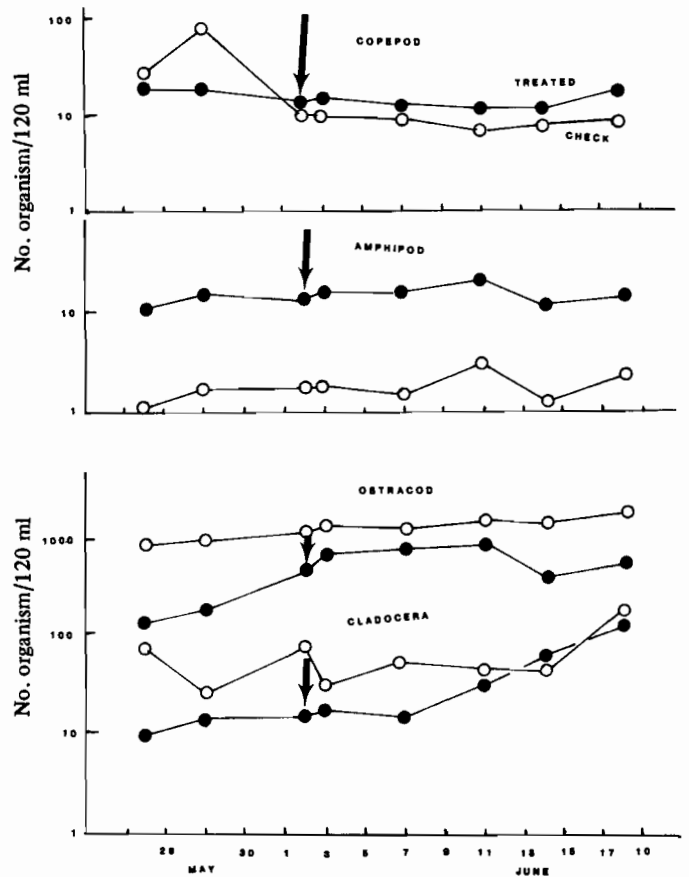 No. organism/120 ml
100
10
1
COPEPOD
TREATED
CHECK
10
1
AMPHIPOD
No. organism/120 ml
1000
100
10
1
OSTRACOD
CLADOCERA
28 30 1 3 5 7 9 11 13 15 17 10
MAY JUNE